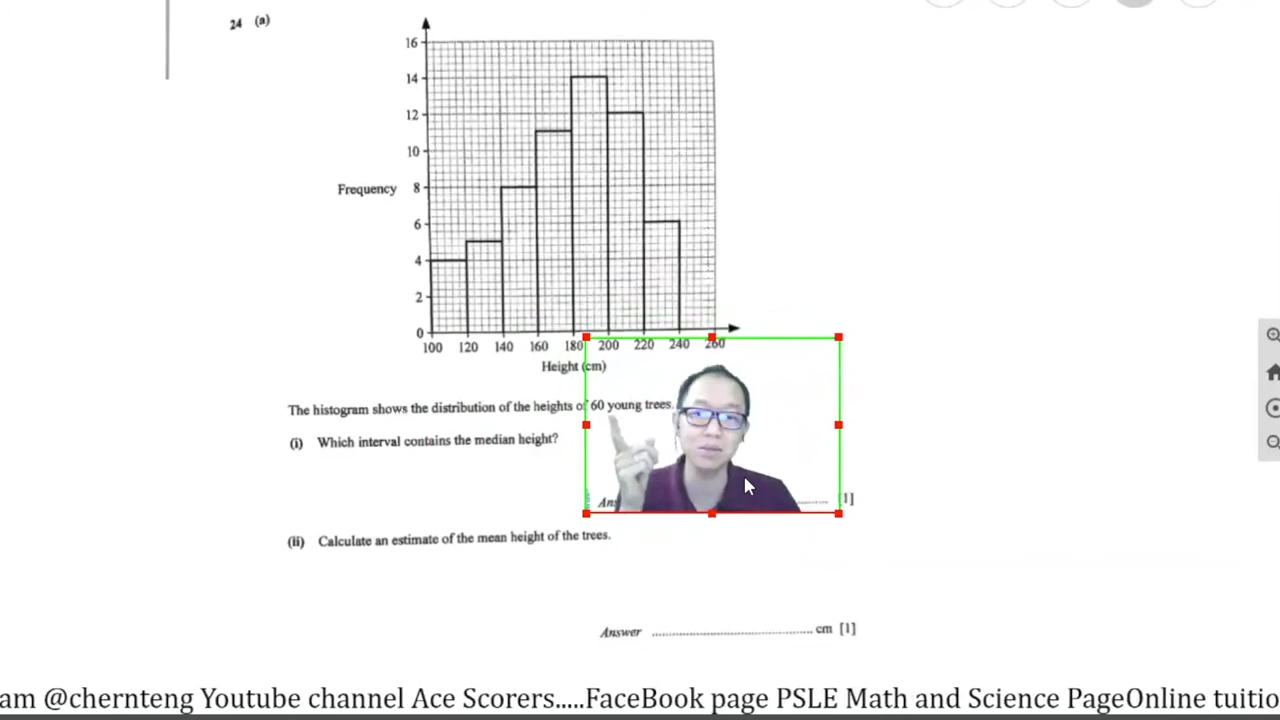 24 (a)
16
14
12
10
Frequency 8
6
4
2
0
100 120 140 160 180 200 220 240 260
Height (cm)
The histogram shows the distribution of the heights of 60 young trees.
(i) Which interval contains the median height?
[1]
(ii) Calculate an estimate of the mean height of the trees.
Answer ........................................ cm [1]
am @chernteng Youtube channel Ace Scorers.....FaceBook page PSLE Math and Science PageOnline tuitio